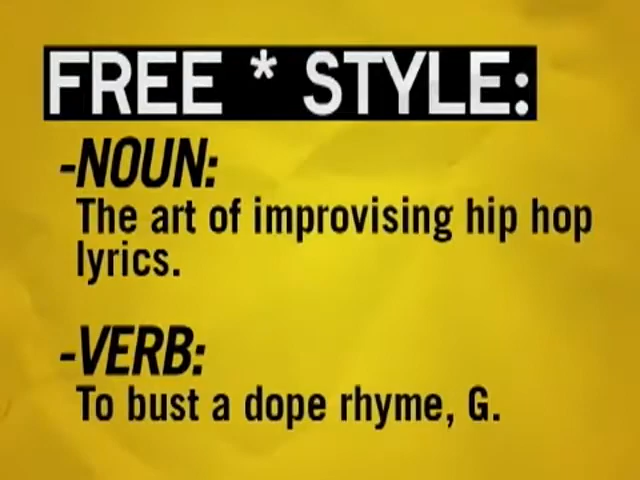 FREE * STYLE:
-NOUN:
The art of improvising hip hop
lyrics.
-VERB:
To bust a dope rhyme, G.